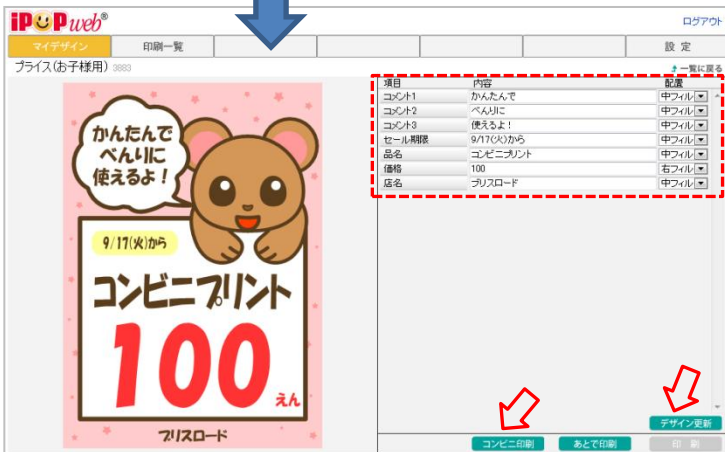 iPOPweb®
ログアウト
マイデザイン 印刷一覧 設 定
プライス(お子様用) 3883
一覧に戻る
項目 内容 配置
コメント1 かんたんで 中フィル
コメント2 べんりに 中フィル
コメント3 使えるよ! 中フィル
セール期限 9/17(火)から 中フィル
品名 コンビニプリント 中フィル
価格 100 右フィル
店名 プリスロード 中フィル
かんたんで
べんりに
使えるよ!
9/17(火)から
コンビニプリント
100
えん
プリスロード
デザイン更新
コンビニ印刷 あとで印刷 印 刷